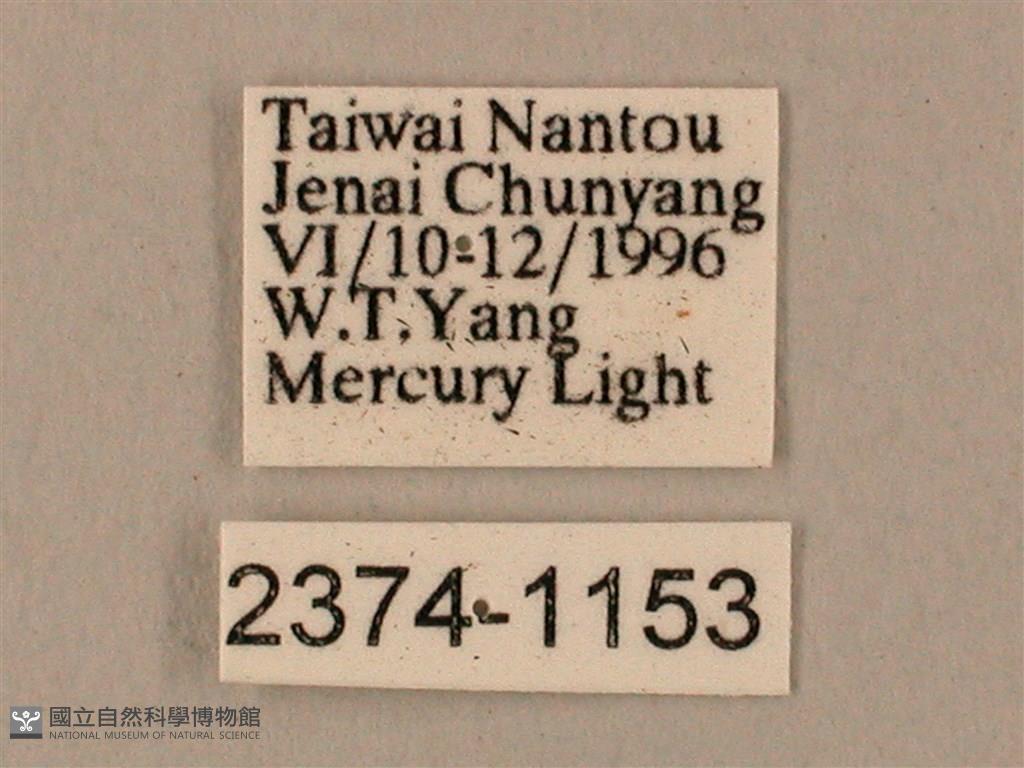 Taiwai Nantou
Jenai Chunyang
VI/10-12/1996
W.T.Yang
Mercury Light
2374-1153
國立自然科學博物館
NATIONAL MUSEUM OF NATURAL SCIENCE